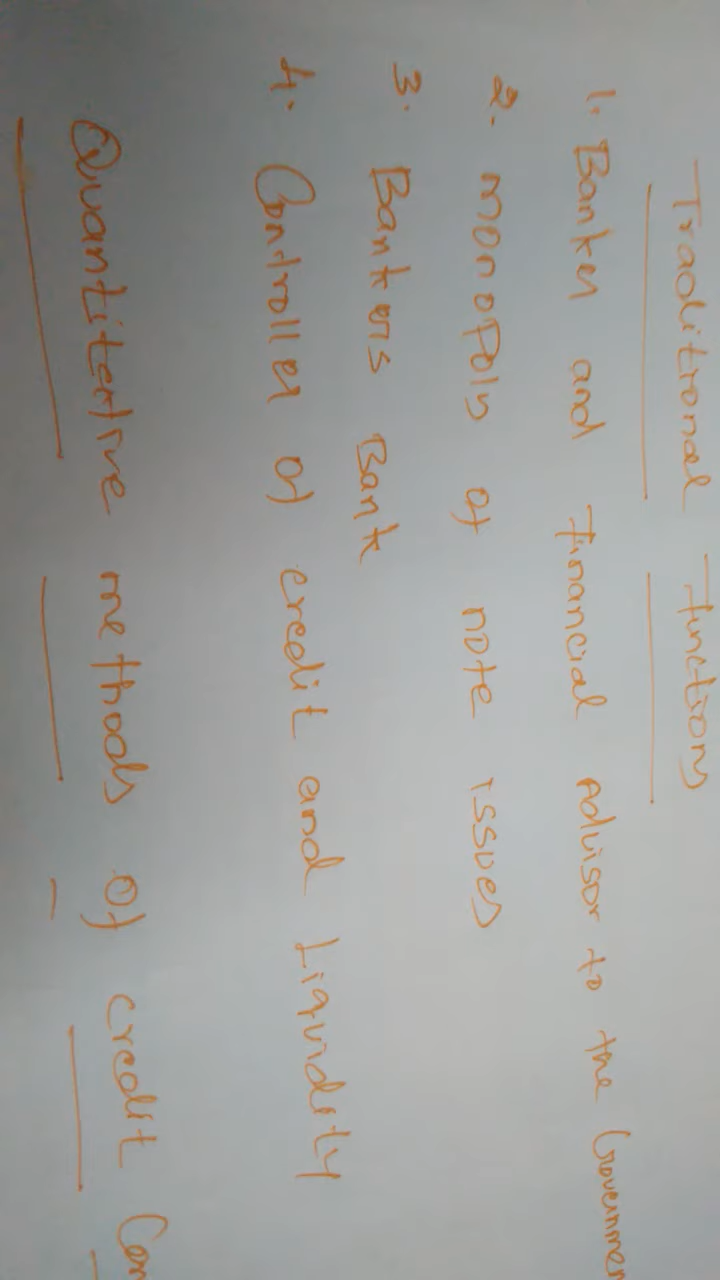 Traditional Functions
1. Banker and Financial Advisor to the Governmen
2. monopoly of note issues
3. Bankers Bank
4. Controller of credit and Liquidity
Quantitative methods of credit Con